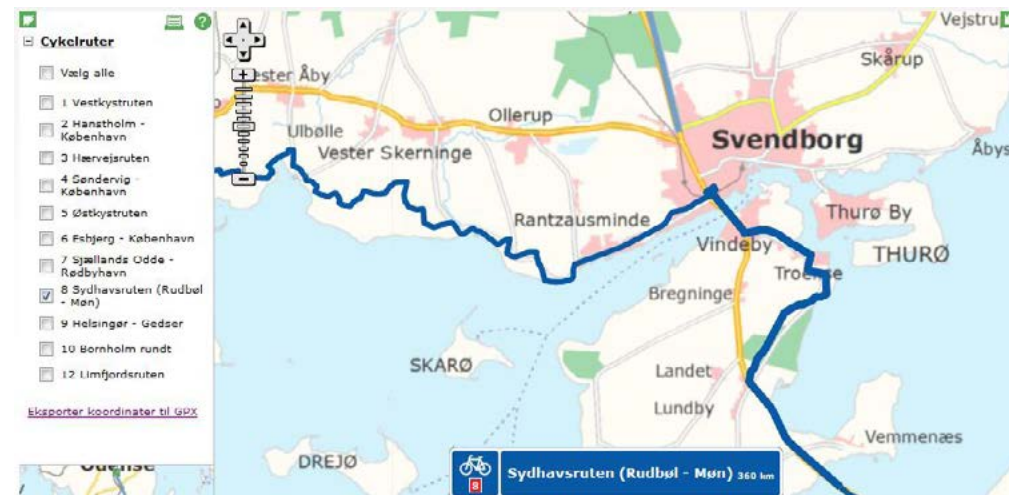 Cykelruter
Vælg alle
1 Vestkystruten
2 Hanstholm -
København
3 Hærvejsruten
4 Søndervig -
København
5 Østkystruten
6 Esbjerg - København
7 Sjællands Odde -
Rødbyhavn
8 Sydhavsruten (Rudbøl
- Møn)
9 Helsingør - Gedser
10 Bornholm rundt
12 Limfjordsruten
Eksporter koordinater til GPX
Odense
Vejstru
Skårup
ester Åby
Ollerup
Ulbølle
Vester Skerninge
Svendborg
Åbys
Rantzausminde
Thurø By
Vindeby
THURØ
Troense
Bregninge
SKARØ
Landet
Lundby
Vemmenæs
DREJØ
8
Sydhavsruten (Rudbøl - Møn) 360 km